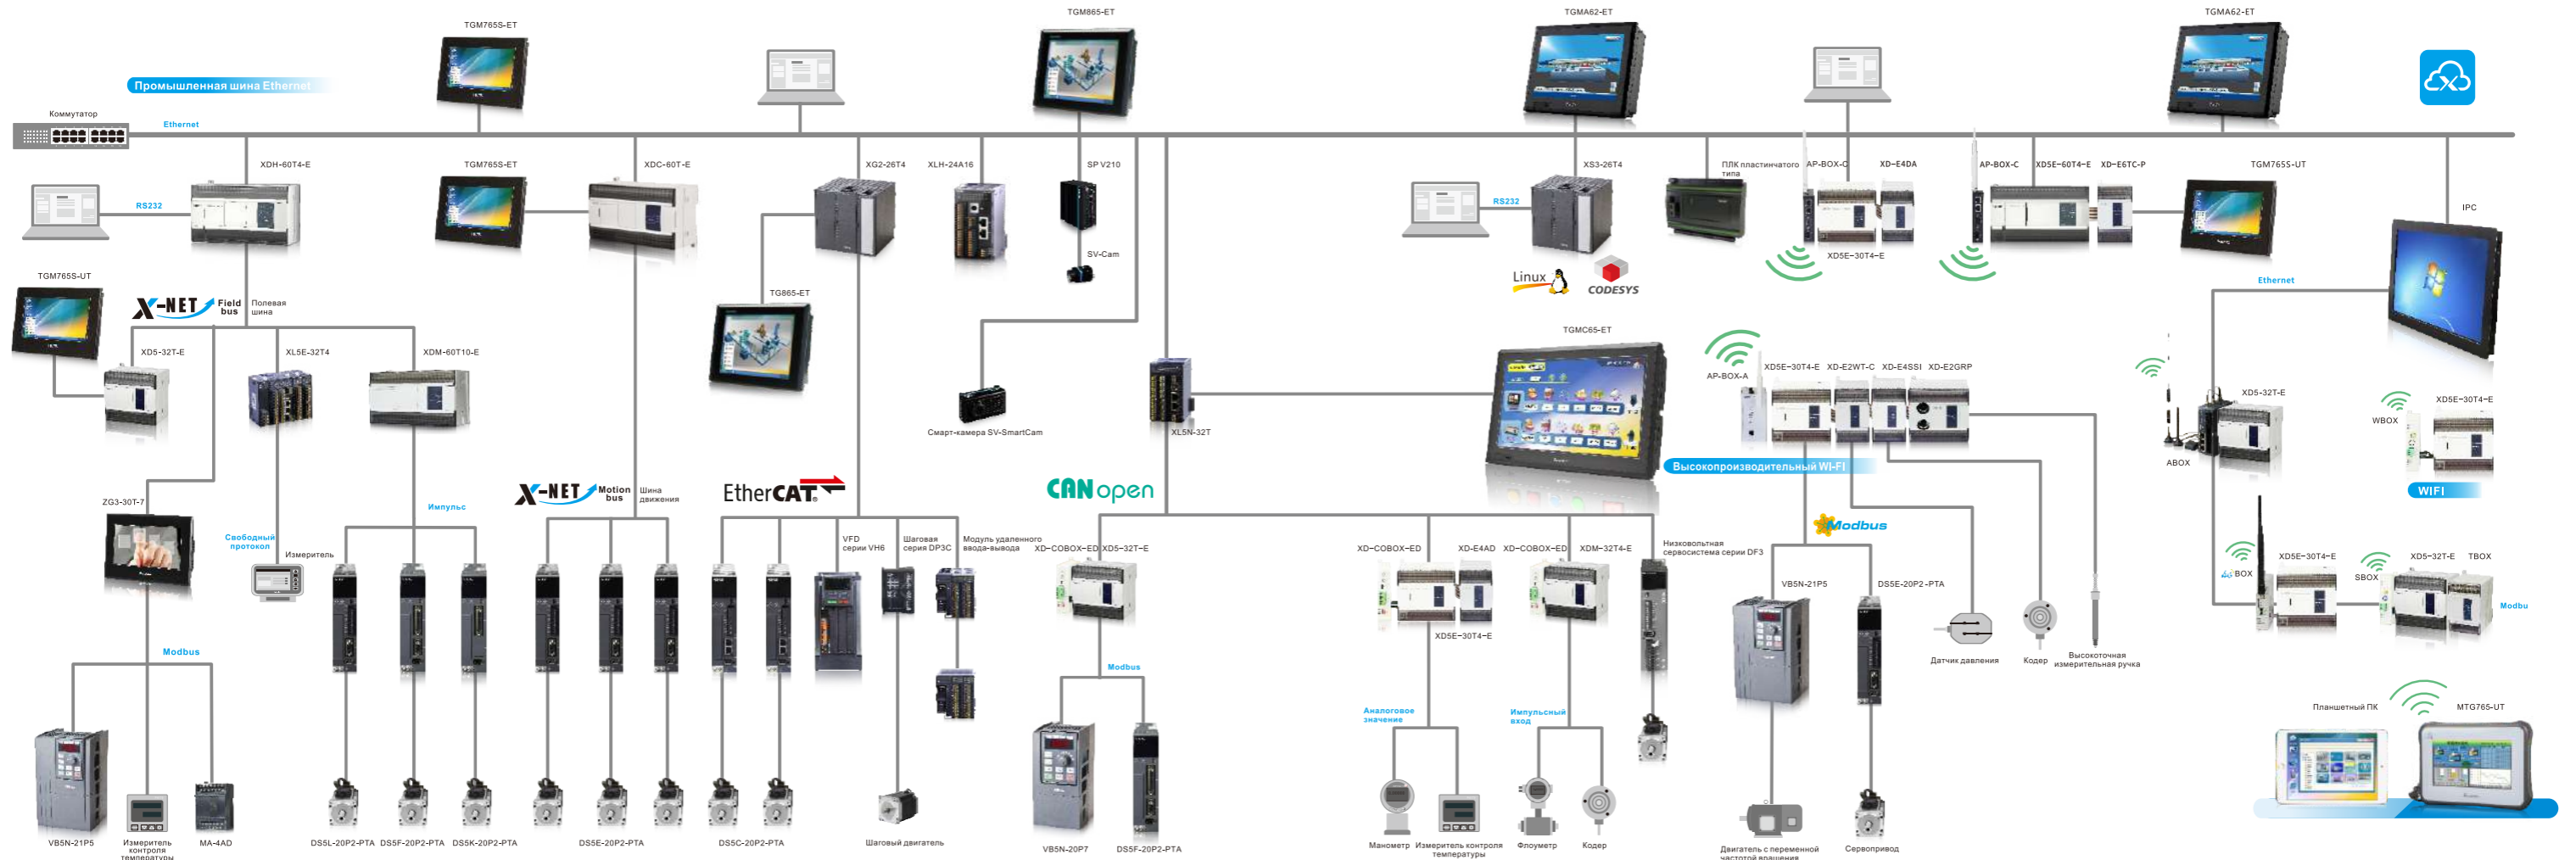 TGM765S-ET
TGM865-ET
TGMA62-ET
TGMA62-ET
Промышленная шина Ethernet
Коммутатор
Ethernet
XDH-60T4-E
TGM765S-ET
XDC-60T-E
XG2-26T4
XLH-24A16
SP V210
XS3-26T4
ПЛК пластинчатого
типа
AP-BOX-C
XD-E4DA
AP-BOX-C
XD5E-60T4-E
XD-E6TC-P
TGM765S-UT
RS232
RS232
IPC
SV-Cam
XD5E-30T4-E
TGM765S-UT
X-NET
Field
bus
Полевая
шина
TG865-ET
Linux
CODESYS
Ethernet
TGMC65-ET
XD5-32T-E
XL5E-32T4
XDM-60T10-E
AP-BOX-A
XD5E-30T4-E
XD-E2WT-C
XD-E4SSI
XD-E2GRP
XD5-32T-E
XD5E-30T4-E
WBOX
Смарт-камера SV-SmartCam
XL5N-32T
ABOX
Высокопроизводительный WI-FI
WIFI
ZG3-30T-7
Импульс
X-NET
Motion
bus
Шина
движения
EtherCAT
CANopen
Modbus
Свободный
протокол
Измеритель
VFD
серии VH6
Шаговая
серия DP3C
Модуль удаленного
ввода-вывода
XD-COBOX-ED
XD5-32T-E
XD-COBOX-ED
XD-E4AD
XD-COBOX-ED
XDM-32T4-E
Низковольтная
сервосистема серии DF3
VB5N-21P5
DS5E-20P2-PTA
XD5E-30T4-E
XD5-32T-E
TBOX
BOX
SBOX
Modbu
XD5E-30T4-E
Modbus
Modbus
Датчик давления
Кодер
Высокоточная
измерительная ручка
Аналоговое
значение
Импульсный
вход
Планшетный ПК
MTG765-UT
VB5N-21P5
Измеритель
контроля
температуры
MA-4AD
DS5L-20P2-PTA
DS5F-20P2-PTA
DS5K-20P2-PTA
DS5E-20P2-PTA
DS5C-20P2-PTA
Шаговый двигатель
VB5N-20P7
DS5F-20P2-PTA
Манометр
Измеритель контроля
температуры
Флоуметр
Кодер
Двигатель с переменной
частотой вращения
Сервопривод